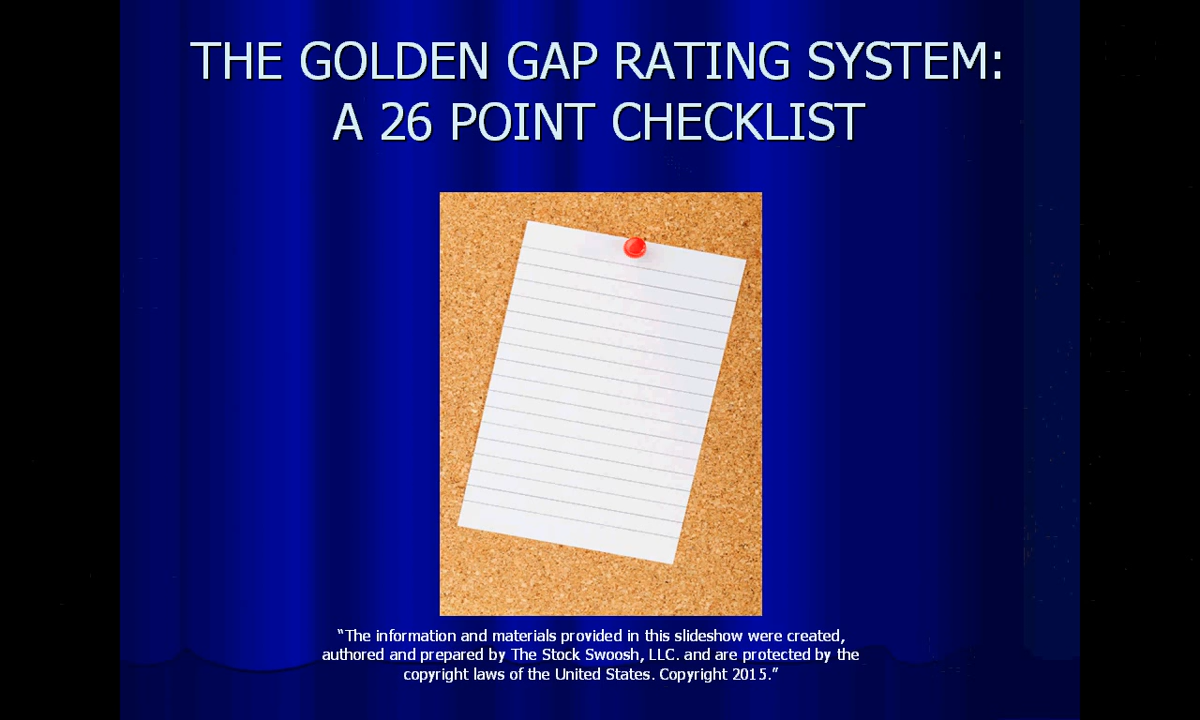 THE GOLDEN GAP RATING SYSTEM:
A 26 POINT CHECKLIST
“The information and materials provided in this slideshow were created,
authored and prepared by The Stock Swoosh, LLC. and are protected by the
copyright laws of the United States. Copyright 2015.”